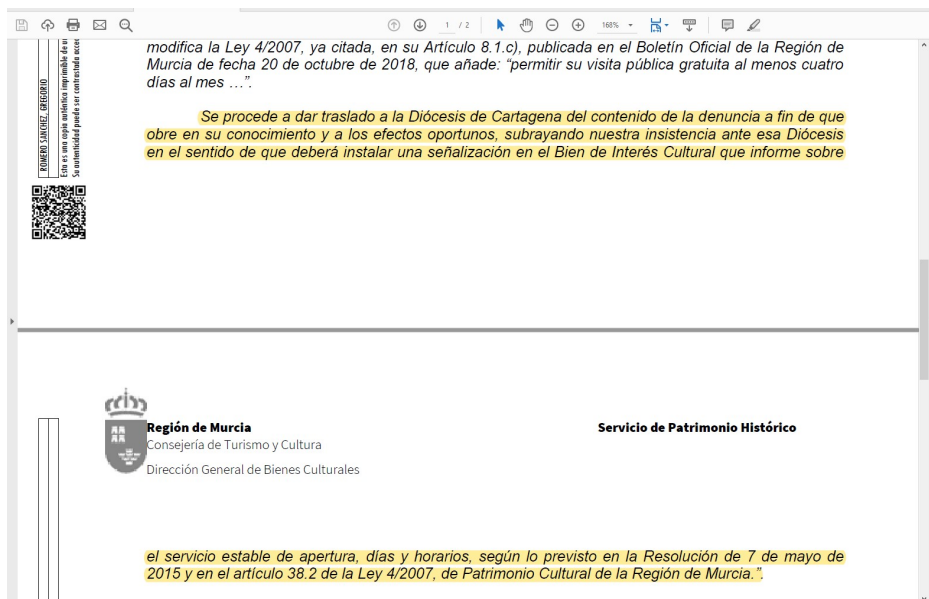 1 / 2
168%
modifica la Ley 4/2007, ya citada, en su Artículo 8.1.c), publicada en el Boletín Oficial de la Región de
Murcia de fecha 20 de octubre de 2018, que añade: “permitir su visita pública gratuita al menos cuatro
días al mes …”.
ROMERO SANCHEZ, GREGORIO
Esta es una copia auténtica imprimible de un
Su autenticidad puede ser contrastada acce
Se procede a dar traslado a la Diócesis de Cartagena del contenido de la denuncia a fin de que
obre en su conocimiento y a los efectos oportunos, subrayando nuestra insistencia ante esa Diócesis
en el sentido de que deberá instalar una señalización en el Bien de Interés Cultural que informe sobre
Región de Murcia
Consejería de Turismo y Cultura
Dirección General de Bienes Culturales
Servicio de Patrimonio Histórico
el servicio estable de apertura, días y horarios, según lo previsto en la Resolución de 7 de mayo de
2015 y en el artículo 38.2 de la Ley 4/2007, de Patrimonio Cultural de la Región de Murcia.”.